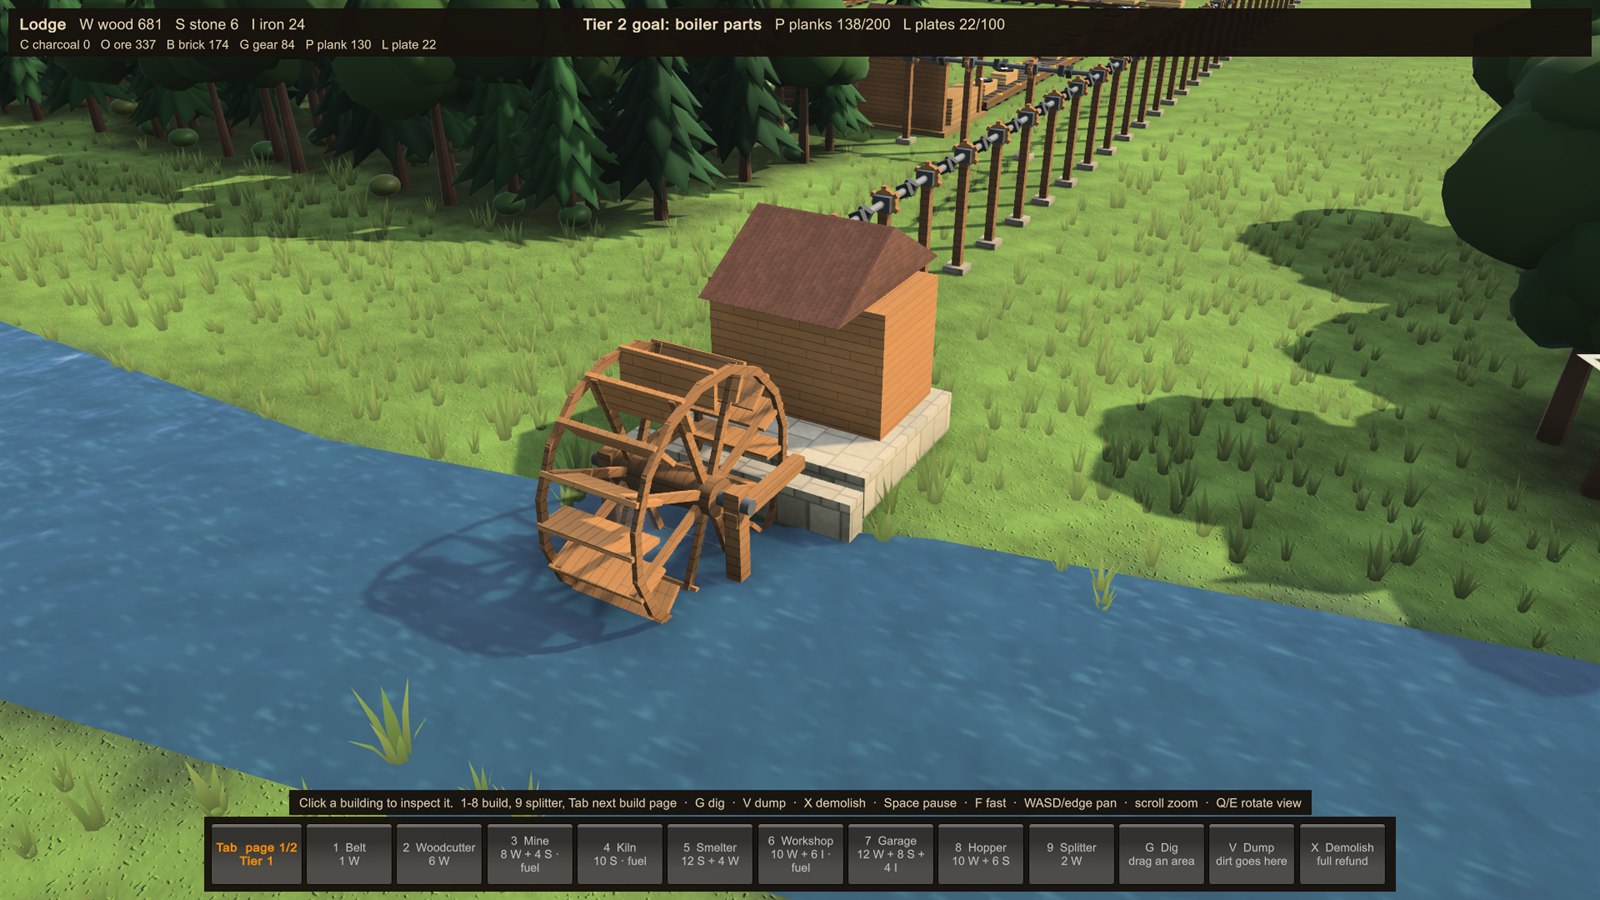 Lodge W wood 681 S stone 6 I iron 24
Tier 2 goal: boiler parts P planks 138/200 L plates 22/100
C charcoal 0 O ore 337 B brick 174 G gear 84 P plank 130 L plate 22
Click a building to inspect it. 1-8 build, 9 splitter, Tab next build page · G dig · V dump · X demolish · Space pause · F fast · WASD/edge pan · scroll zoom · Q/E rotate view
Tab page 1/2
Tier 1
1 Belt
1 W
2 Woodcutter
6 W
3 Mine
8 W + 4 S ·
fuel
4 Kiln
10 S · fuel
5 Smelter
12 S + 4 W
6 Workshop
10 W + 6 I ·
fuel
7 Garage
12 W + 8 S +
4 I
8 Hopper
10 W + 6 S
9 Splitter
2 W
G Dig
drag an area
V Dump
dirt goes here
X Demolish
full refund